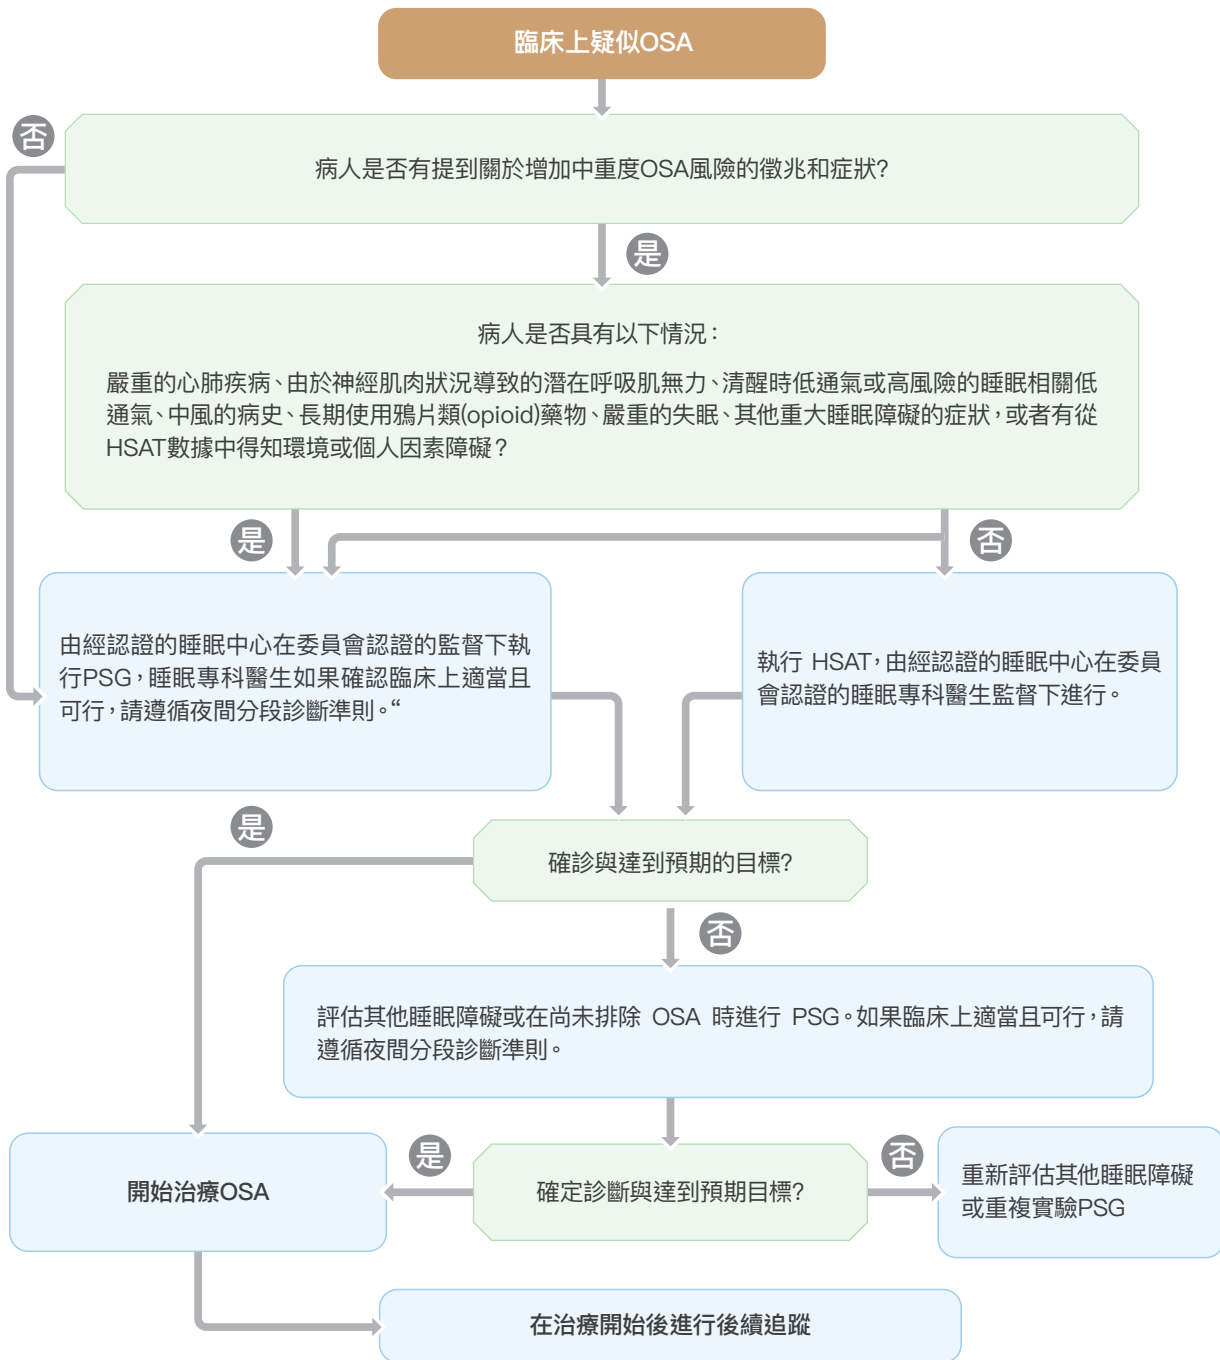 臨床上疑似OSA
否
病人是否有提到關於增加中重度OSA風險的徵兆和症狀?
是
病人是否具有以下情況：
嚴重的心肺疾病、由於神經肌肉狀況導致的潛在呼吸肌無力、清醒時低通氣或高風險的睡眠相關低
通氣、中風的病史、長期使用鴉片類(opioid)藥物、嚴重的失眠、其他重大睡眠障礙的症狀，或者有從
HSAT數據中得知環境或個人因素障礙？
是
否
由經認證的睡眠中心在委員會認證的監督下執
行PSG，睡眠專科醫生如果確認臨床上適當且
可行，請遵循夜間分段診斷準則。“
執行 HSAT，由經認證的睡眠中心在委員
會認證的睡眠專科醫生監督下進行。
是
確診與達到預期的目標?
否
評估其他睡眠障礙或在尚未排除 OSA 時進行 PSG。如果臨床上適當且可行，請
遵循夜間分段診斷準則。
開始治療OSA
是
確定診斷與達到預期目標?
否
重新評估其他睡眠障礙
或重複實驗PSG
在治療開始後進行後續追蹤